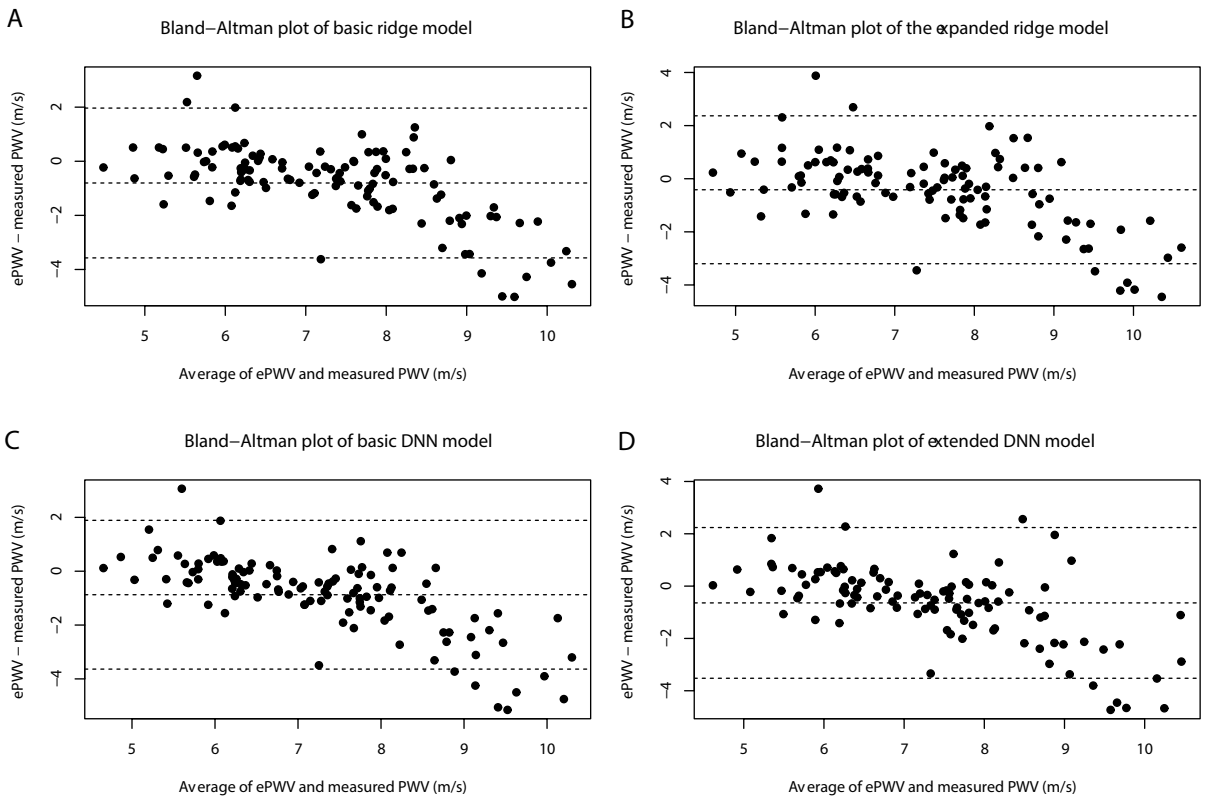 A
Bland−Altman plot of basic ridge model
ePWV − measured PWV (m/s)
2
0
−2
−4
5 6 7 8 9 10
Average of ePWV and measured PWV (m/s)
B
Bland−Altman plot of the expanded ridge model
ePWV − measured PWV (m/s)
4
2
0
−2
−4
5 6 7 8 9 10
Average of ePWV and measured PWV (m/s)
C
Bland−Altman plot of basic DNN model
ePWV − measured PWV (m/s)
2
0
−2
−4
5 6 7 8 9 10
Average of ePWV and measured PWV (m/s)
D
Bland−Altman plot of extended DNN model
ePWV − measured PWV (m/s)
4
2
0
−2
−4
5 6 7 8 9 10
Average of ePWV and measured PWV (m/s)